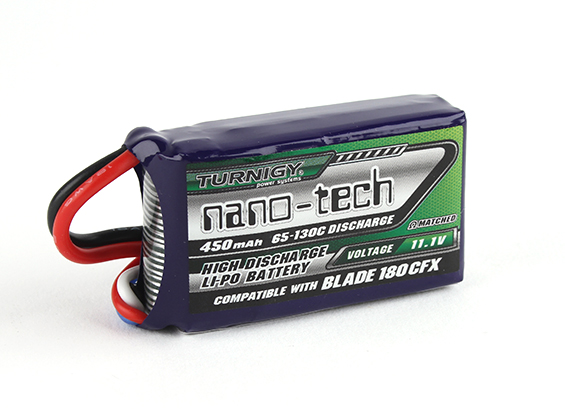 TURNIGY®
power systems
nano-tech
450mAh 65-130C DISCHARGE
Ω MATCHED
HIGH DISCHARGE
LI-PO BATTERY
VOLTAGE 11.1V
COMPATIBLE WITH BLADE 180CFX